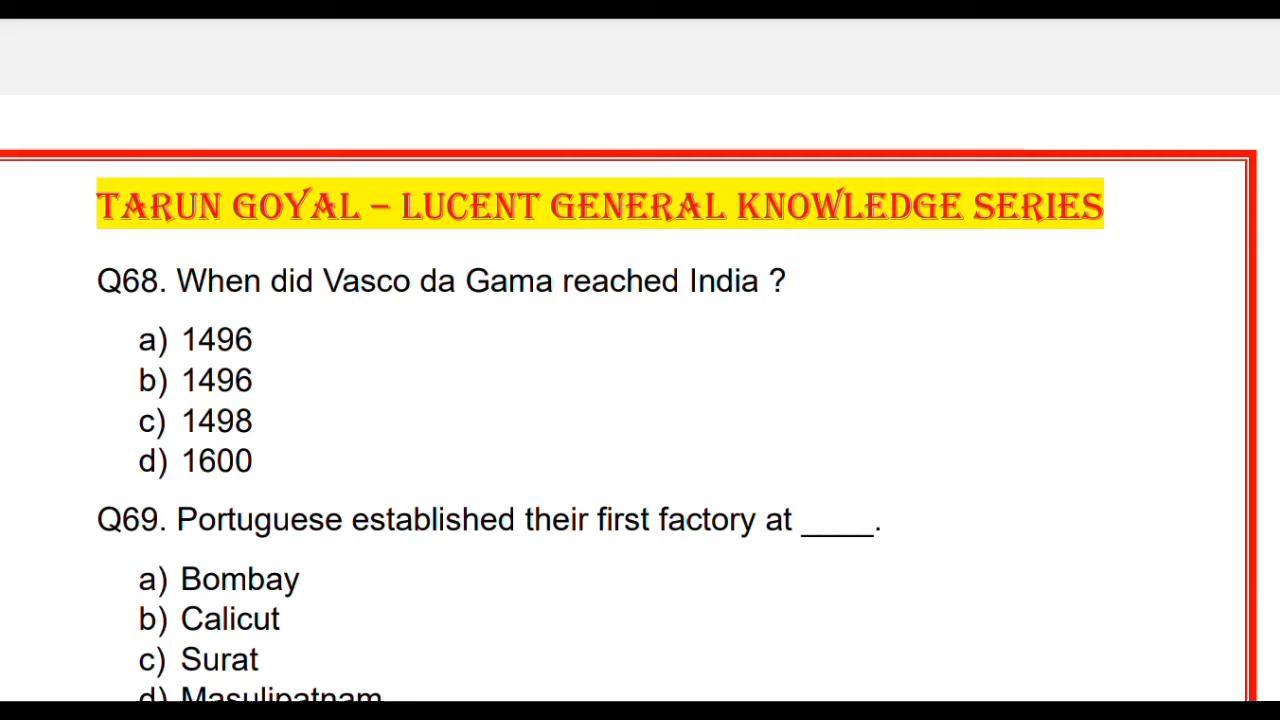 TARUN GOYAL – LUCENT GENERAL KNOWLEDGE SERIES
Q68. When did Vasco da Gama reached India ?
a) 1496
b) 1496
c) 1498
d) 1600
Q69. Portuguese established their first factory at ____.
a) Bombay
b) Calicut
c) Surat
d) Masulipatnam